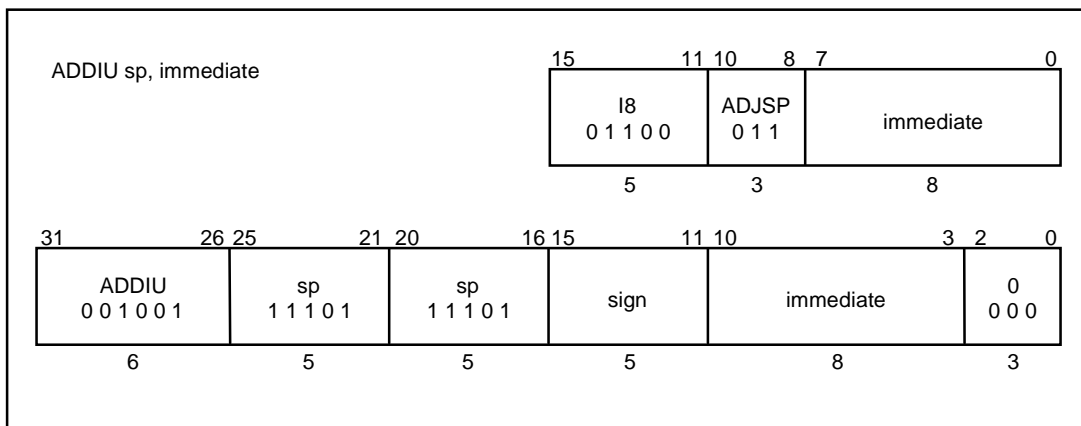 ADDIU sp, immediate
15 11 10 8 7 0
I8 ADJSP immediate
0 1 1 0 0 0 1 1
5 3 8
31 26 25 21 20 16 15 11 10 3 2 0
ADDIU sp sp sign immediate 0
0 0 1 0 0 1 1 1 1 0 1 1 1 1 0 1 0 0 0
6 5 5 5 8 3